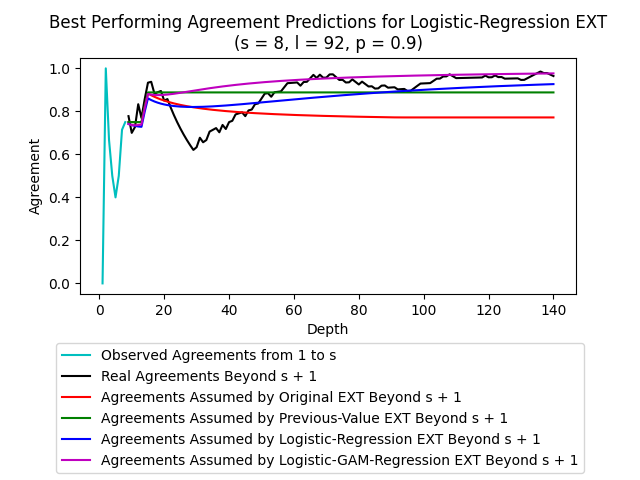 Best Performing Agreement Predictions for Logistic-Regression EXT
(s = 8, l = 92, p = 0.9)
Agreement
1.0
0.8
0.6
0.4
0.2
0.0
0 20 40 60 80 100 120 140
Depth
Observed Agreements from 1 to s
Real Agreements Beyond s + 1
Agreements Assumed by Original EXT Beyond s + 1
Agreements Assumed by Previous-Value EXT Beyond s + 1
Agreements Assumed by Logistic-Regression EXT Beyond s + 1
Agreements Assumed by Logistic-GAM-Regression EXT Beyond s + 1